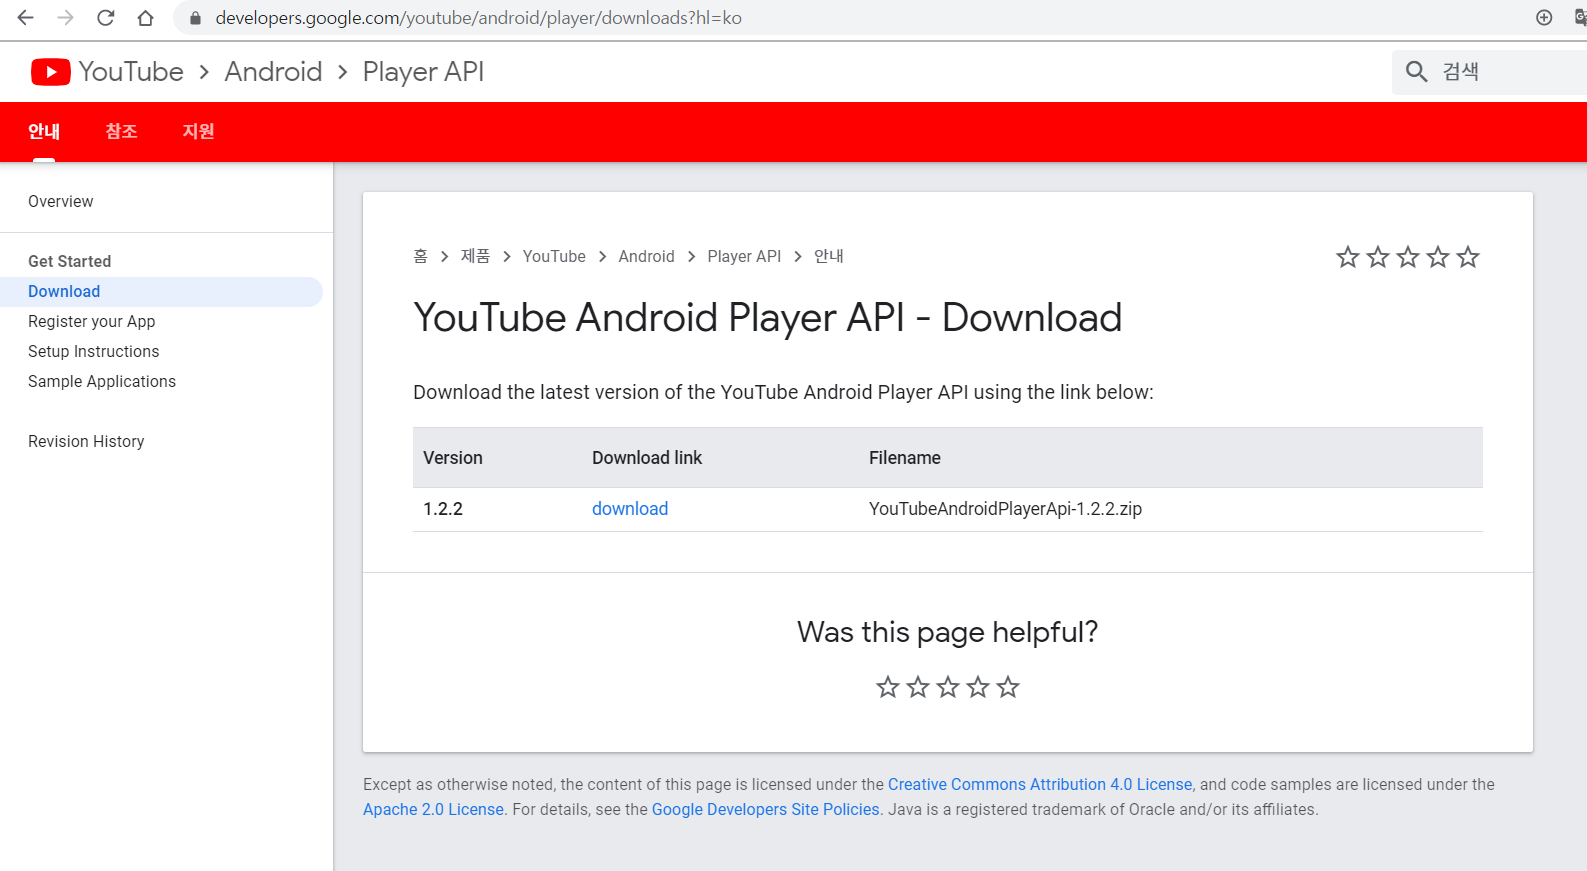 developers.google.com/youtube/android/player/downloads?hl=ko
YouTube > Android > Player API
검색
안내 참조 지원
Overview
Get Started
Download
Register your App
Setup Instructions
Sample Applications
Revision History
홈 > 제품 > YouTube > Android > Player API > 안내
YouTube Android Player API - Download
Download the latest version of the YouTube Android Player API using the link below:
Version Download link Filename
1.2.2 download YouTubeAndroidPlayerApi-1.2.2.zip
Was this page helpful?
Except as otherwise noted, the content of this page is licensed under the Creative Commons Attribution 4.0 License, and code samples are licensed under the
Apache 2.0 License. For details, see the Google Developers Site Policies. Java is a registered trademark of Oracle and/or its affiliates.